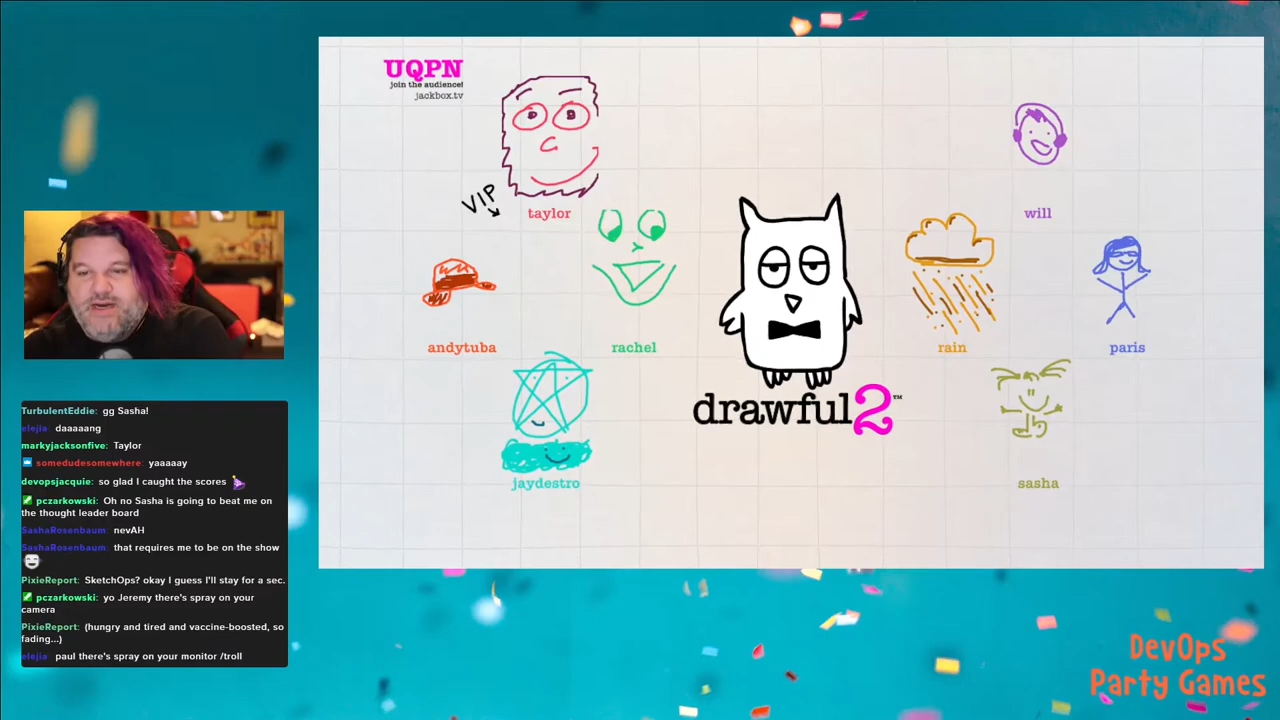 UQPN
join the audience!
jackbox.tv
VIP
taylor
will
andytuba
rachel
rain
paris
drawful2™
jaydestro
sasha
TurbulentEddie: gg Sasha!
elejia: daaaaang
markyjacksonfive: Taylor
somedudesomewhere: yaaaaay
devopsjacquie: so glad I caught the scores
pczarkowski: Oh no Sasha is going to beat me on
the thought leader board
SashaRosenbaum: nevAH
SashaRosenbaum: that requires me to be on the show
PixieReport: SketchOps? okay I guess I'll stay for a sec.
pczarkowski: yo Jeremy there's spray on your
camera
PixieReport: (hungry and tired and vaccine-boosted, so
fading...)
elejia: paul there's spray on your monitor /troll
DevOps
Party Games